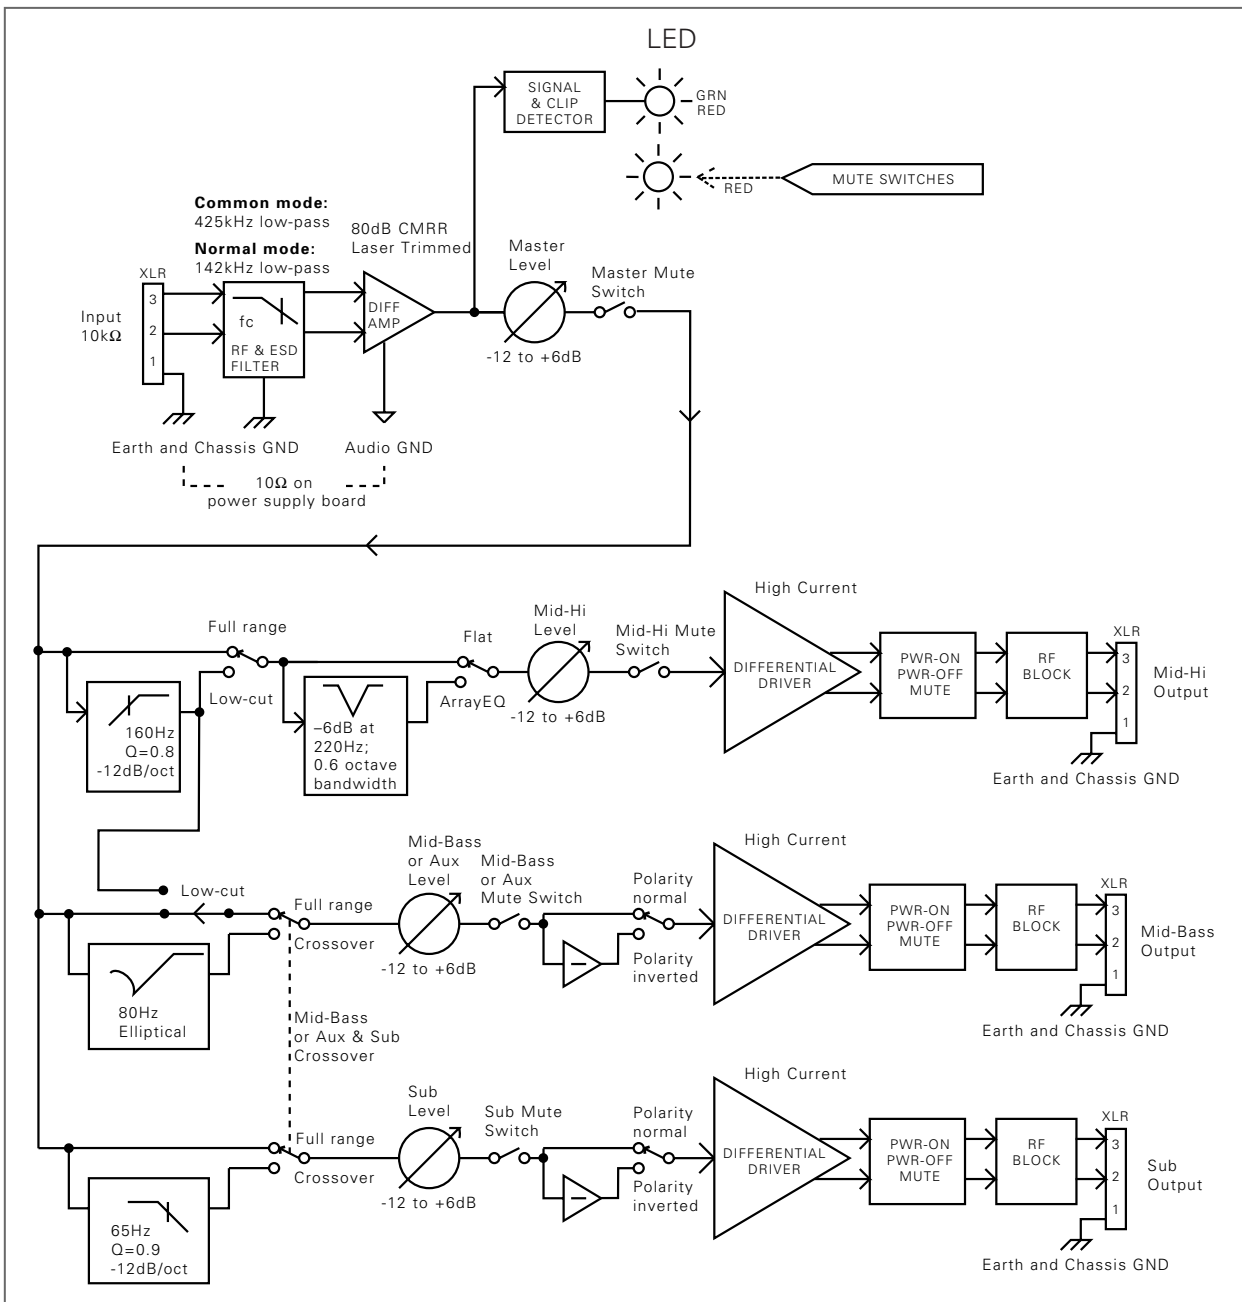 LED
SIGNAL
& CLIP
DETECTOR
GRN
RED
RED
MUTE SWITCHES
Common mode:
425kHz low-pass
Normal mode:
142kHz low-pass
80dB CMRR
Laser Trimmed
XLR
Input
10kΩ
3
2
1
fc
RF & ESD
FILTER
DIFF
AMP
Master
Level
-12 to +6dB
Master Mute
Switch
Earth and Chassis GND
Audio GND
10Ω on
power supply board
Full range
Low-cut
160Hz
Q=0.8
-12dB/oct
Flat
ArrayEQ
–6dB at
220Hz;
0.6 octave
bandwidth
Mid-Hi
Level
-12 to +6dB
Mid-Hi Mute
Switch
High Current
DIFFERENTIAL
DRIVER
PWR-ON
PWR-OFF
MUTE
RF
BLOCK
XLR
3
2
1
Mid-Hi
Output
Earth and Chassis GND
Low-cut
Full range
Crossover
80Hz
Elliptical
Mid-Bass
or Aux & Sub
Crossover
Mid-Bass
or Aux
Level
-12 to +6dB
Mid-Bass
or Aux
Mute Switch
Polarity
normal
Polarity
inverted
High Current
DIFFERENTIAL
DRIVER
PWR-ON
PWR-OFF
MUTE
RF
BLOCK
XLR
3
2
1
Mid-Bass
Output
Earth and Chassis GND
Full range
Crossover
65Hz
Q=0.9
-12dB/oct
Sub
Level
-12 to +6dB
Sub Mute
Switch
Polarity
normal
Polarity
inverted
High Current
DIFFERENTIAL
DRIVER
PWR-ON
PWR-OFF
MUTE
RF
BLOCK
XLR
3
2
1
Sub
Output
Earth and Chassis GND